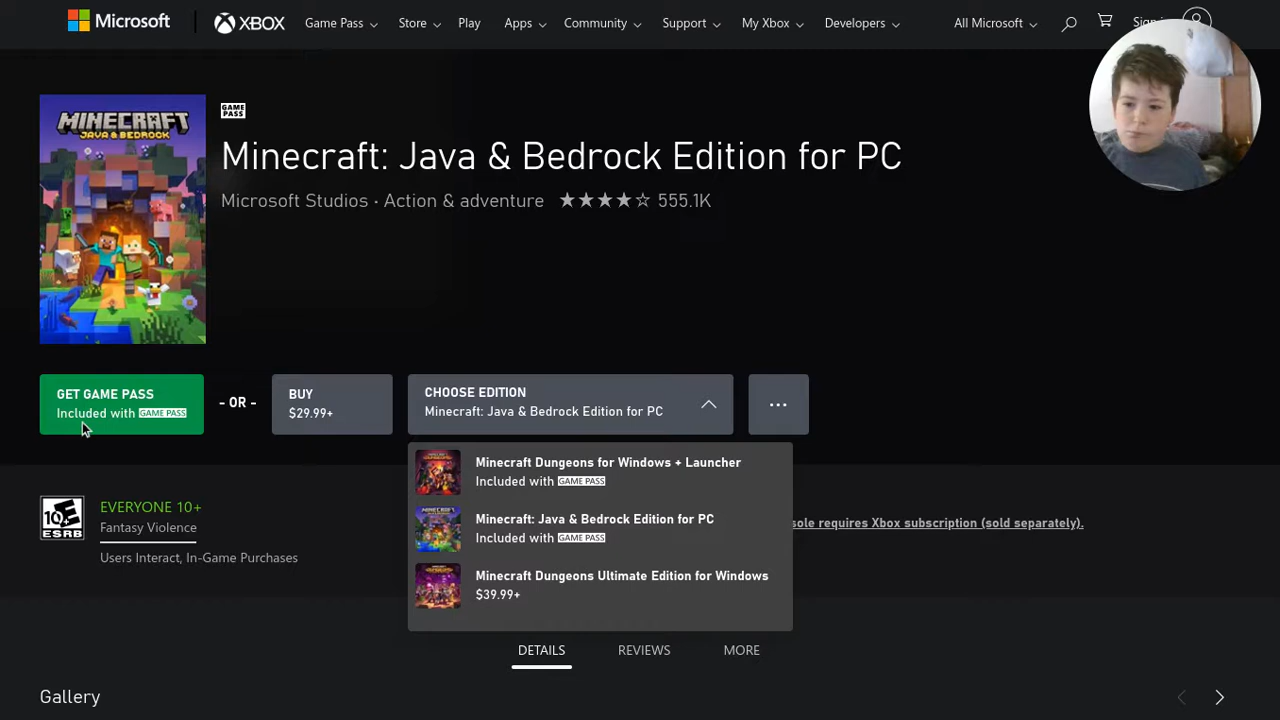 Microsoft
XBOX
Game Pass
Store
Play
Apps
Community
Support
My Xbox
Developers
All Microsoft
MINECRAFT
JAVA & BEDROCK
GAME PASS
Minecraft: Java & Bedrock Edition for PC
Microsoft Studios · Action & adventure ★★★★☆ 555.1K
GET GAME PASS
Included with GAME PASS
- OR -
BUY
$29.99+
CHOOSE EDITION
Minecraft: Java & Bedrock Edition for PC
...
Minecraft Dungeons for Windows + Launcher
Included with GAME PASS
Minecraft: Java & Bedrock Edition for PC
Included with GAME PASS
Minecraft Dungeons Ultimate Edition for Windows
$39.99+
E 10+
ESRB
EVERYONE 10+
Fantasy Violence
Users Interact, In-Game Purchases
requires Xbox subscription (sold separately).
DETAILS
REVIEWS
MORE
Gallery